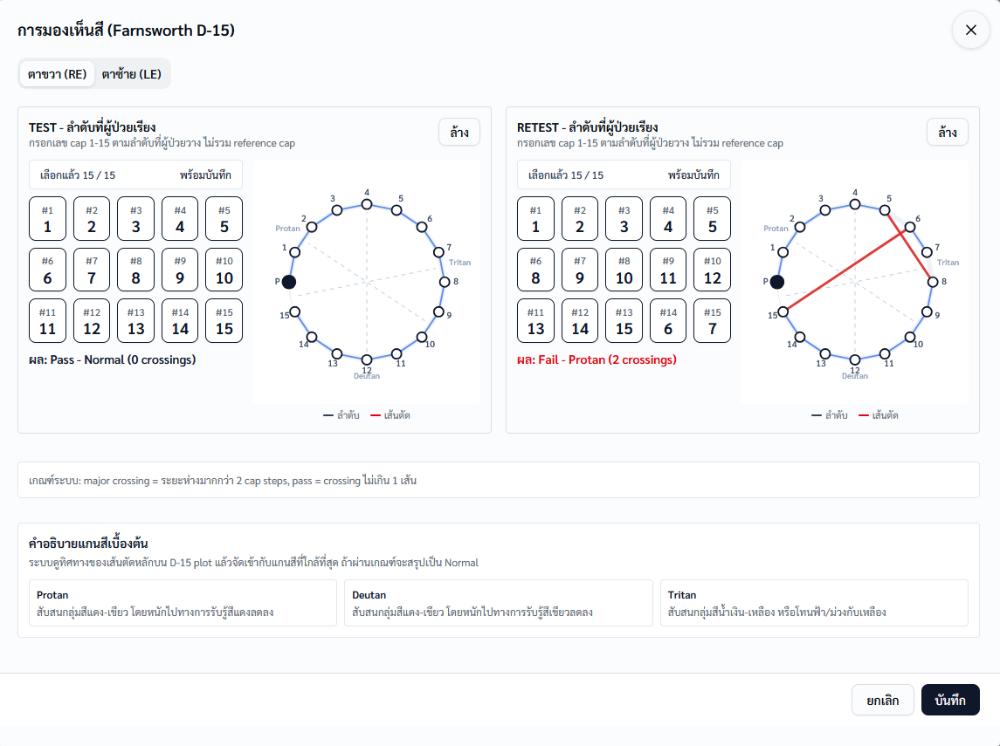 การมองเห็นสี (Farnsworth D-15)
ตาขวา (RE) ตาซ้าย (LE)
TEST - ลำดับที่ผู้ป่วยเรียง
กรอกเลข cap 1-15 ตามลำดับที่ผู้ป่วยวาง ไม่รวม reference cap
ล้าง
เลือกแล้ว 15 / 15 พร้อมบันทึก
#1 #2 #3 #4 #5
1 2 3 4 5
#6 #7 #8 #9 #10
6 7 8 9 10
#11 #12 #13 #14 #15
11 12 13 14 15
ผล: Pass - Normal (0 crossings)
P
1
2
3
4
5
6
7
8
9
10
11
12
13
14
15
Protan
Tritan
Deutan
ลำดับ เส้นตัด
RETEST - ลำดับที่ผู้ป่วยเรียง
กรอกเลข cap 1-15 ตามลำดับที่ผู้ป่วยวาง ไม่รวม reference cap
ล้าง
เลือกแล้ว 15 / 15 พร้อมบันทึก
#1 #2 #3 #4 #5
1 2 3 4 5
#6 #7 #8 #9 #10
8 9 10 11 12
#11 #12 #13 #14 #15
13 14 15 6 7
ผล: Fail - Protan (2 crossings)
P
1
2
3
4
5
6
7
8
9
10
11
12
13
14
15
Protan
Tritan
Deutan
ลำดับ เส้นตัด
เกณฑ์ระบบ: major crossing = ระยะห่างมากกว่า 2 cap steps, pass = crossing ไม่เกิน 1 เส้น
คำอธิบายแกนสีเบื้องต้น
ระบบดูทิศทางของเส้นตัดหลักบน D-15 plot แล้วจัดเข้ากับแกนสีที่ใกล้ที่สุด ถ้าผ่านเกณฑ์จะสรุปเป็น Normal
Protan
สับสนกลุ่มสีแดง-เขียว โดยหนักไปทางการรับรู้สีแดงลดลง
Deutan
สับสนกลุ่มสีแดง-เขียว โดยหนักไปทางการรับรู้สีเขียวลดลง
Tritan
สับสนกลุ่มสีน้ำเงิน-เหลือง หรือโทนฟ้า/ม่วงกับเหลือง
ยกเลิก บันทึก